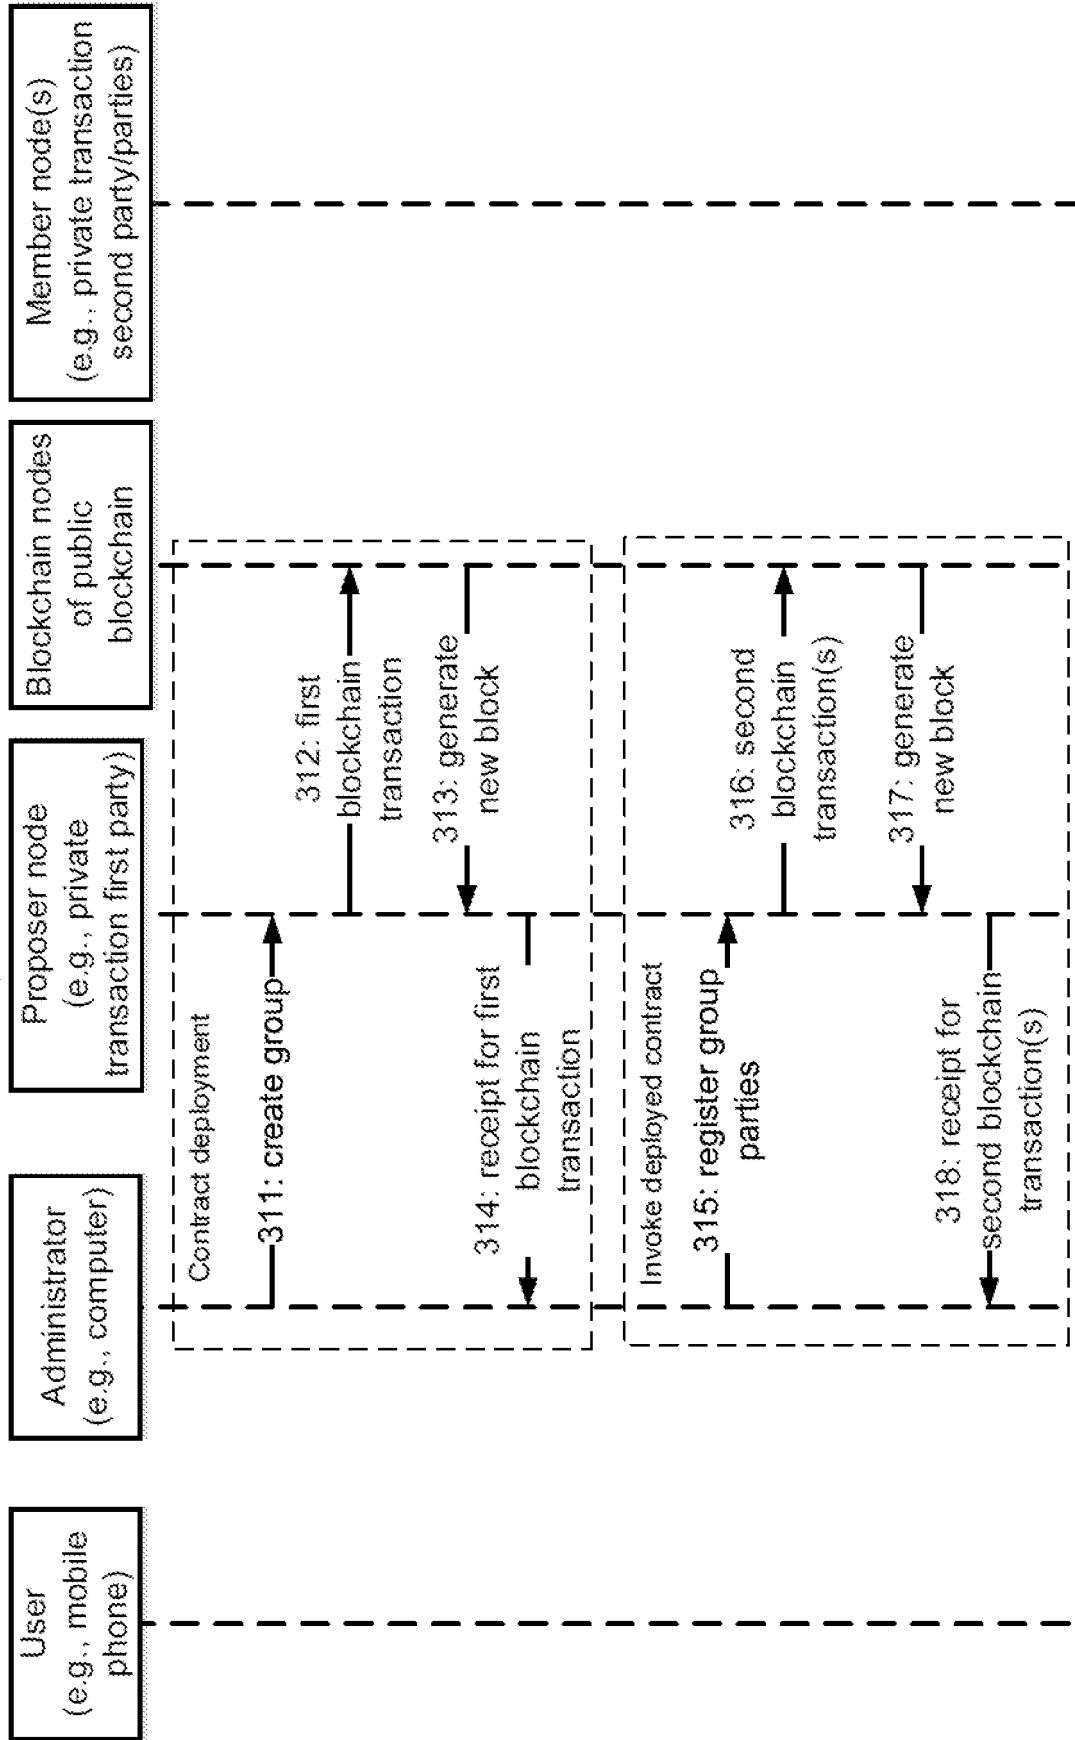 User
(e.g., mobile
phone)
Administrator
(e.g., computer)
Proposer node
(e.g., private
transaction first party)
Blockchain nodes
of public
blockchain
Member node(s)
(e.g., private transaction
second party/parties)
Contract deployment
311: create group
312: first
blockchain
transaction
313: generate
new block
314: receipt for first
blockchain
transaction
Invoke deployed contract
315: register group
parties
316: second
blockchain
transaction(s)
317: generate
new block
318: receipt for
second blockchain
transaction(s)